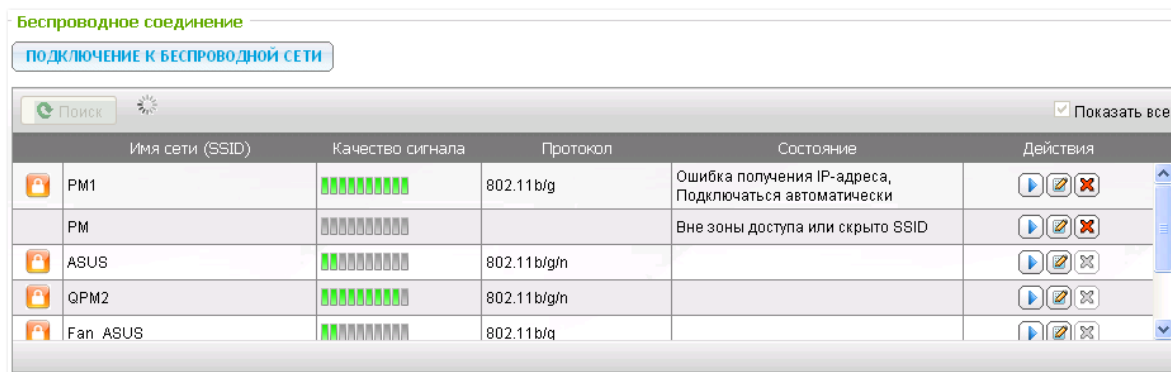 Беспроводное соединение
ПОДКЛЮЧЕНИЕ К БЕСПРОВОДНОЙ СЕТИ
Поиск Показать все
Имя сети (SSID) Качество сигнала Протокол Состояние Действия
PM1 802.11b/g Ошибка получения IP-адреса,
Подключаться автоматически
PM Вне зоны доступа или скрыто SSID
ASUS 802.11b/g/n
QPM2 802.11b/g/n
Fan_ASUS 802.11b/g